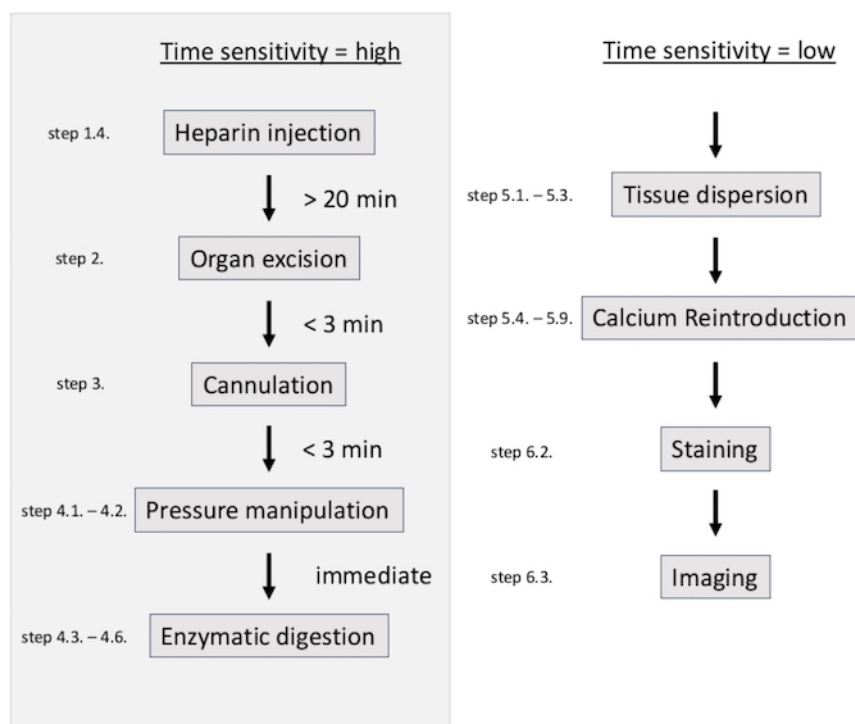 Time sensitivity = high
step 1.4.
Heparin injection
> 20 min
step 2.
Organ excision
< 3 min
step 3.
Cannulation
< 3 min
step 4.1. – 4.2.
Pressure manipulation
immediate
step 4.3. – 4.6.
Enzymatic digestion
Time sensitivity = low
step 5.1. – 5.3.
Tissue dispersion
step 5.4. – 5.9.
Calcium Reintroduction
step 6.2.
Staining
step 6.3.
Imaging